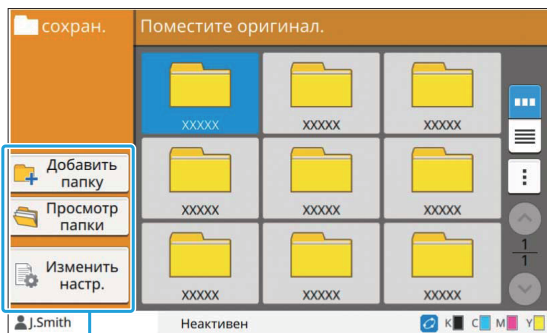 сохран.
Поместите оригинал.
XXXXX XXXXX XXXXX
Добавить
папку
Просмотр
папки
XXXXX XXXXX XXXXX
1
1
Изменить
настр.
XXXXX XXXXX XXXXX
J.Smith
Неактивен
K C M Y